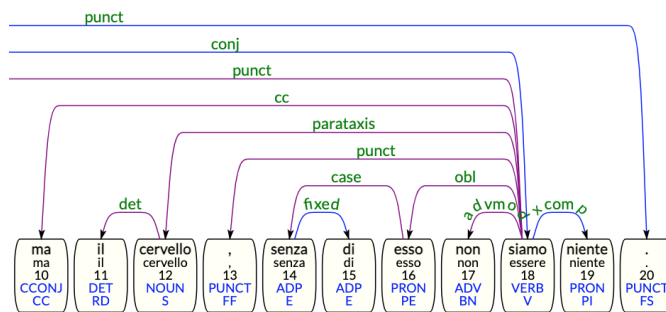 punct
conj
punct
cc
parataxis
punct
case obl
det fixed advmod xcomp
ma il cervello , senza di esso non siamo niente .
ma il cervello , senza di esso non essere niente .
10 11 12 13 14 15 16 17 18 19 20
CCONJ DET NOUN PUNCT ADP ADP PRON ADV VERB PRON PUNCT
CC RD S FF E E PE BN V PI FS